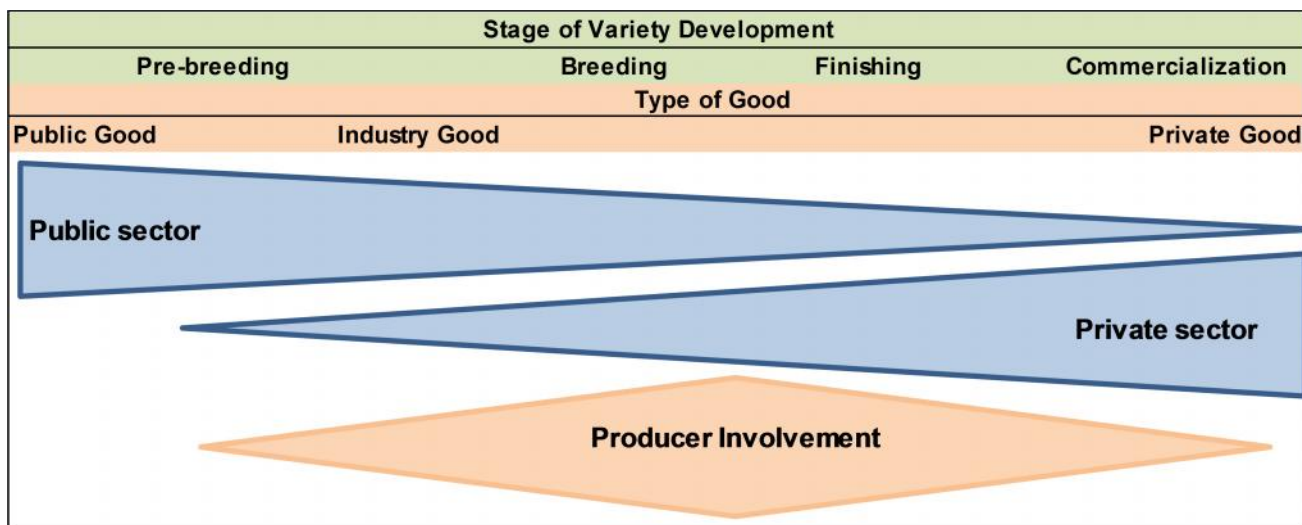 Stage of Variety Development
Pre-breeding Breeding Finishing Commercialization
Type of Good
Public Good Industry Good Private Good
Public sector
Private sector
Producer Involvement